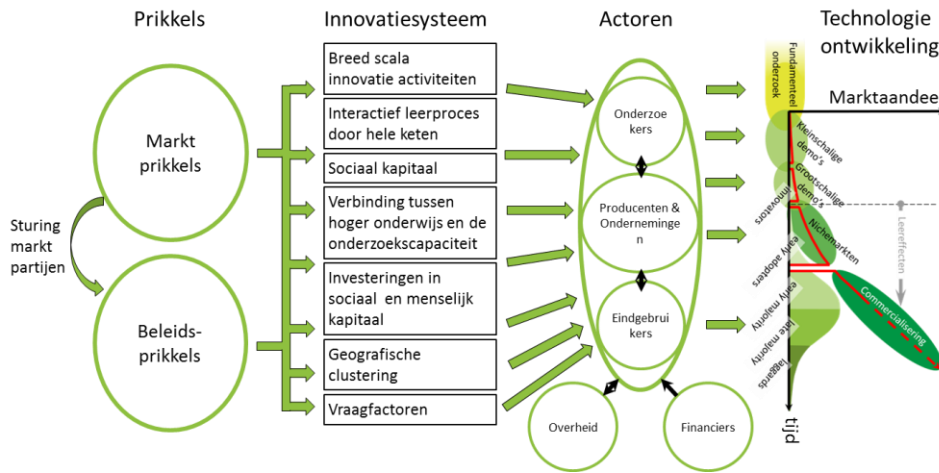 Prikkels
Innovatiesysteem
Actoren
Technologie
ontwikkeling
Markt
prikkels
Sturing
markt
partijen
Beleids-
prikkels
Breed scala
innovatie activiteiten
Interactief leerproces
door hele keten
Sociaal kapitaal
Verbinding tussen
hoger onderwijs en de
onderzoekscapaciteit
Investeringen in
sociaal en menselijk
kapitaal
Geografische
clustering
Vraagfactoren
Onderzoe
kers
Producenten &
Onderneminge
n
Eindgebrui
kers
Overheid
Financiers
Fundamenteel
onderzoek
Marktaandee
Kleinschalige
demo's
Grootschalige
demo's
Nichemarkten
Commercialisering
Leereffecten
innovators
early adopters
early majority
late majority
laggards
tijd